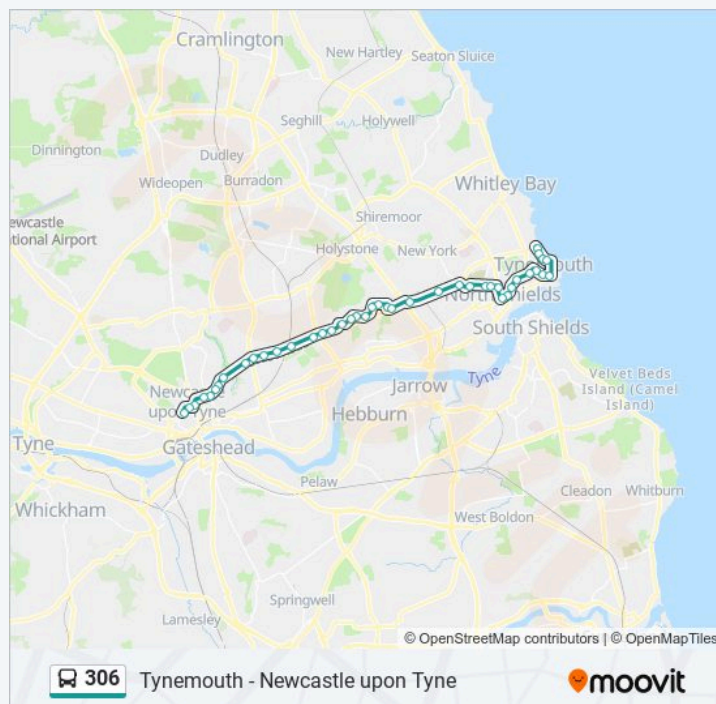 Cramlington
New Hartley
Seaton Sluice
Seghill
Holywell
Dinnington
Dudley
Wideopen
Burradon
Whitley Bay
Shiremoor
ewcastle
tional Airport
Holystone
New York
Tynemouth
North Shields
South Shields
Velvet Beds
Island (Camel
Island)
Jarrow
Tyne
Newcastle
upon Tyne
Hebburn
Tyne
Gateshead
Pelaw
Cleadon
Whitburn
Whickham
West Boldon
Springwell
Lamesley
© OpenStreetMap contributors | © OpenMapTiles
306
Tynemouth - Newcastle upon Tyne
moovit